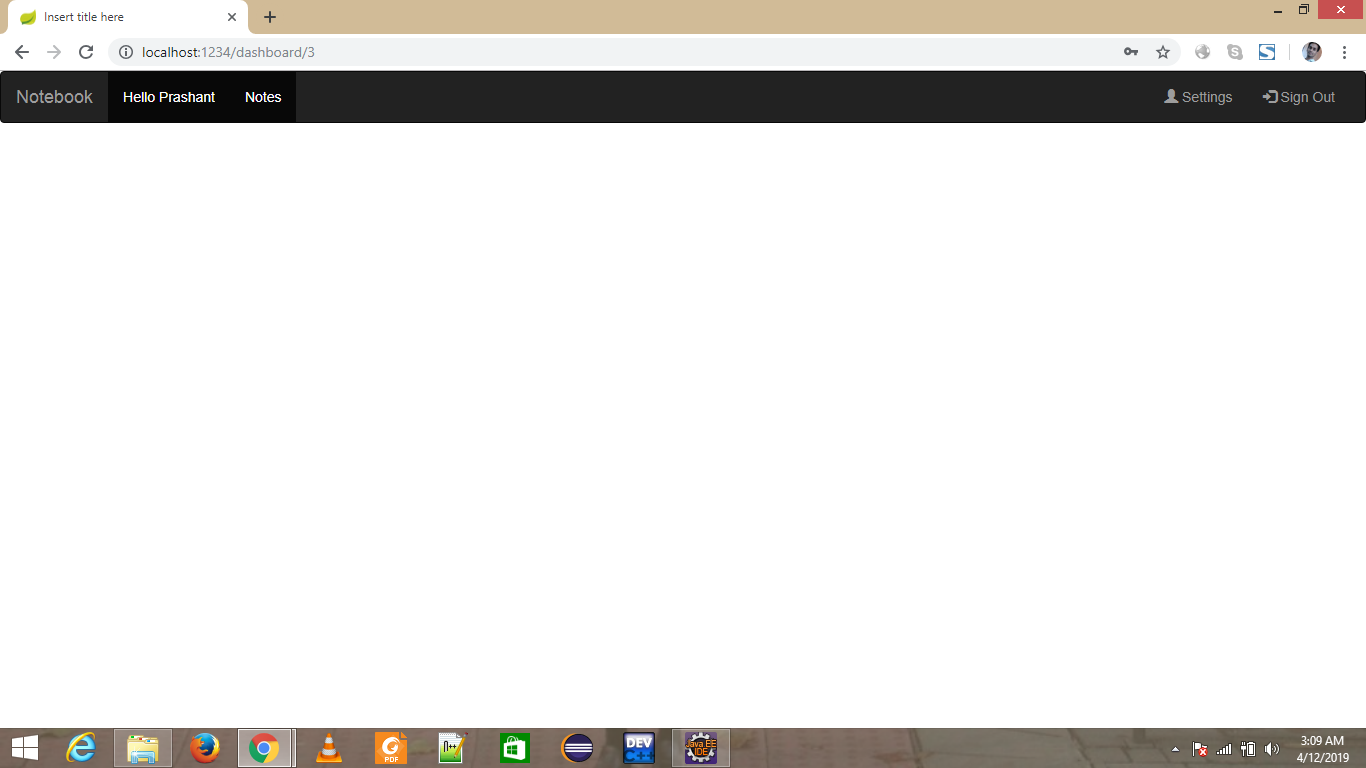 Insert title here
localhost:1234/dashboard/3
Notebook Hello Prashant Notes Settings Sign Out
PDF
N++
DEV
C++
Java EE
IDE
3:09 AM
4/12/2019